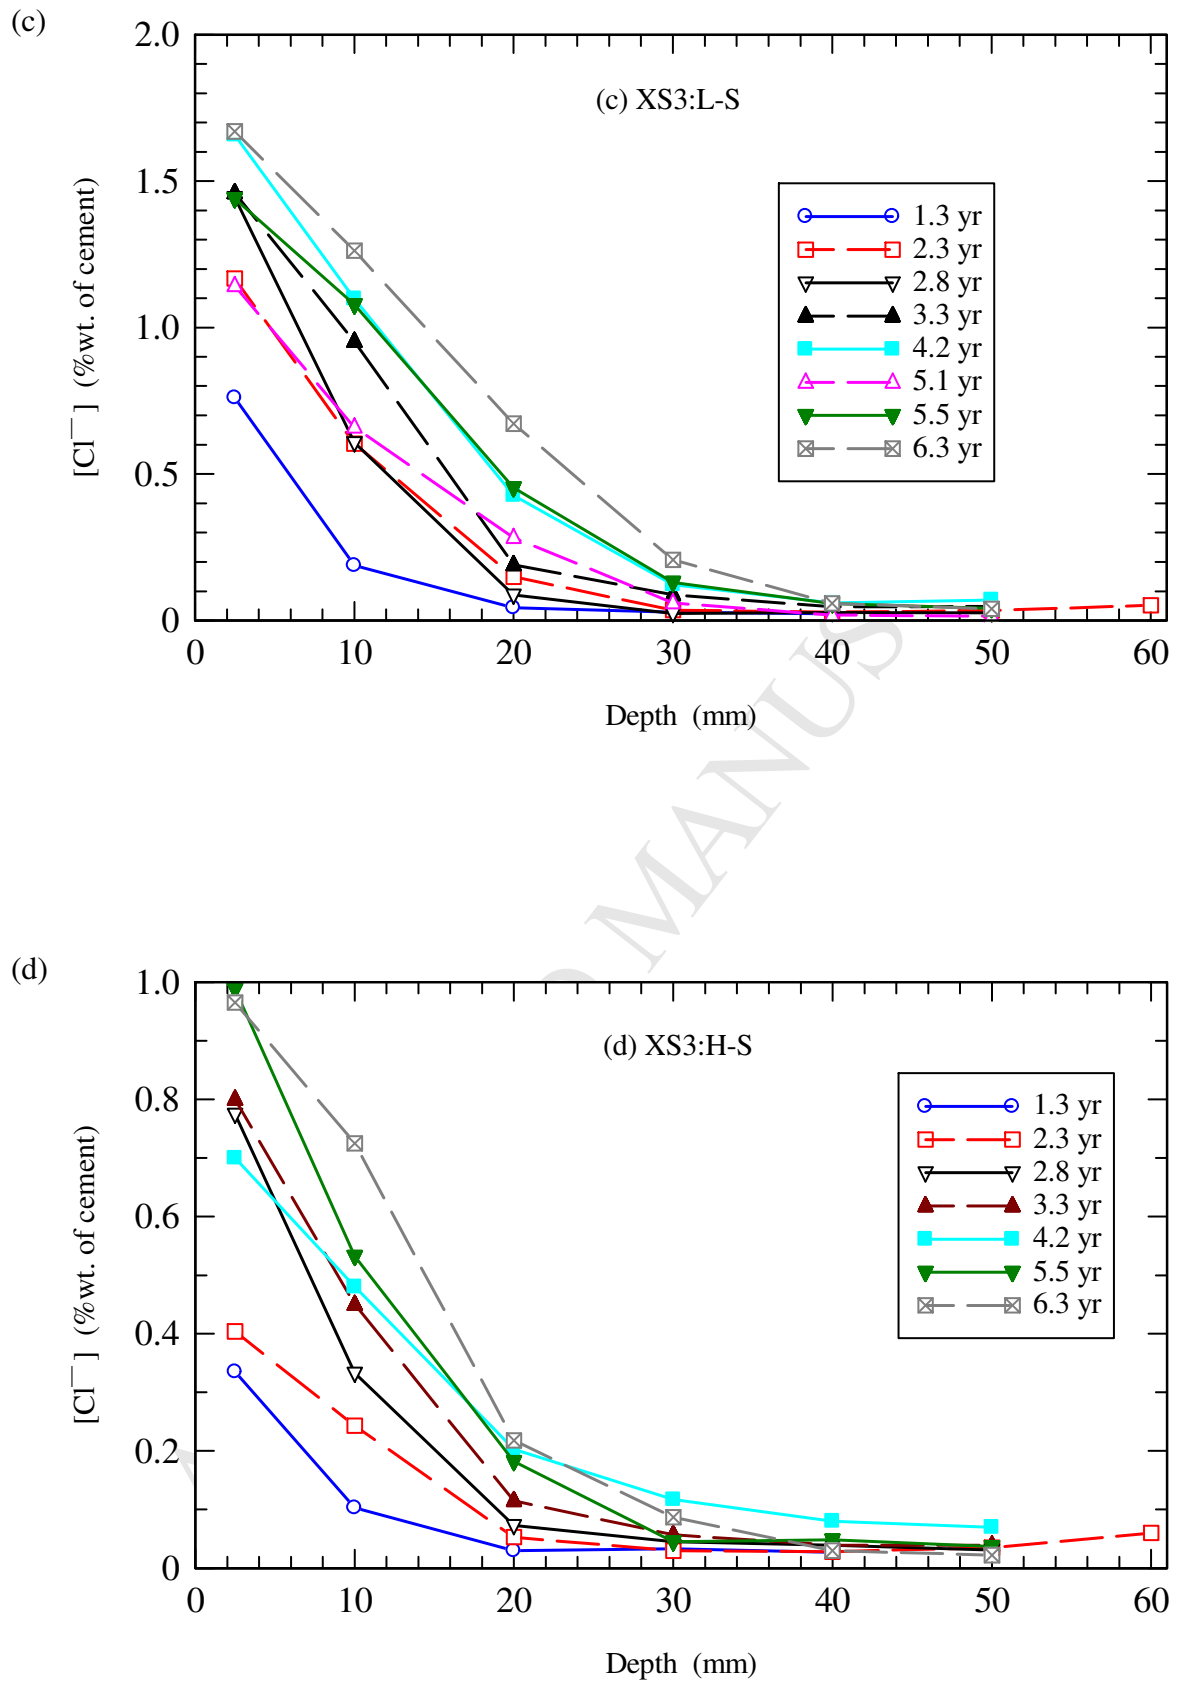 (c)
2.0
1.5
1.0
0.5
0
[Cl¯] (%wt. of cement)
(c) XS3:L-S
1.3 yr
2.3 yr
2.8 yr
3.3 yr
4.2 yr
5.1 yr
5.5 yr
6.3 yr
0 10 20 30 40 50 60
Depth (mm)
D MANUS
(d)
1.0
0.8
0.6
0.4
0.2
0
[Cl¯] (%wt. of cement)
(d) XS3:H-S
1.3 yr
2.3 yr
2.8 yr
3.3 yr
4.2 yr
5.5 yr
6.3 yr
0 10 20 30 40 50 60
Depth (mm)